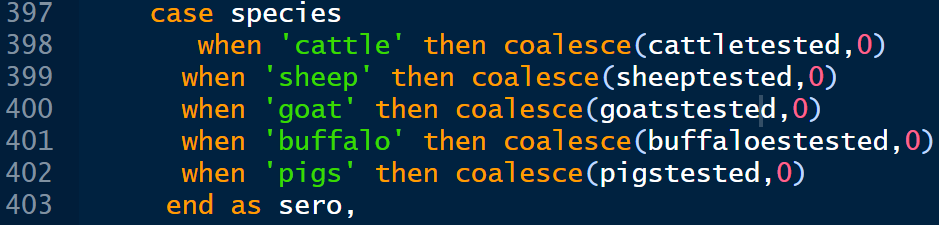 397 case species
398 when 'cattle' then coalesce(cattletested,0)
399 when 'sheep' then coalesce(sheeptested,0)
400 when 'goat' then coalesce(goatstested,0)
401 when 'buffalo' then coalesce(buffaloestested,0)
402 when 'pigs' then coalesce(pigstested,0)
403 end as sero,